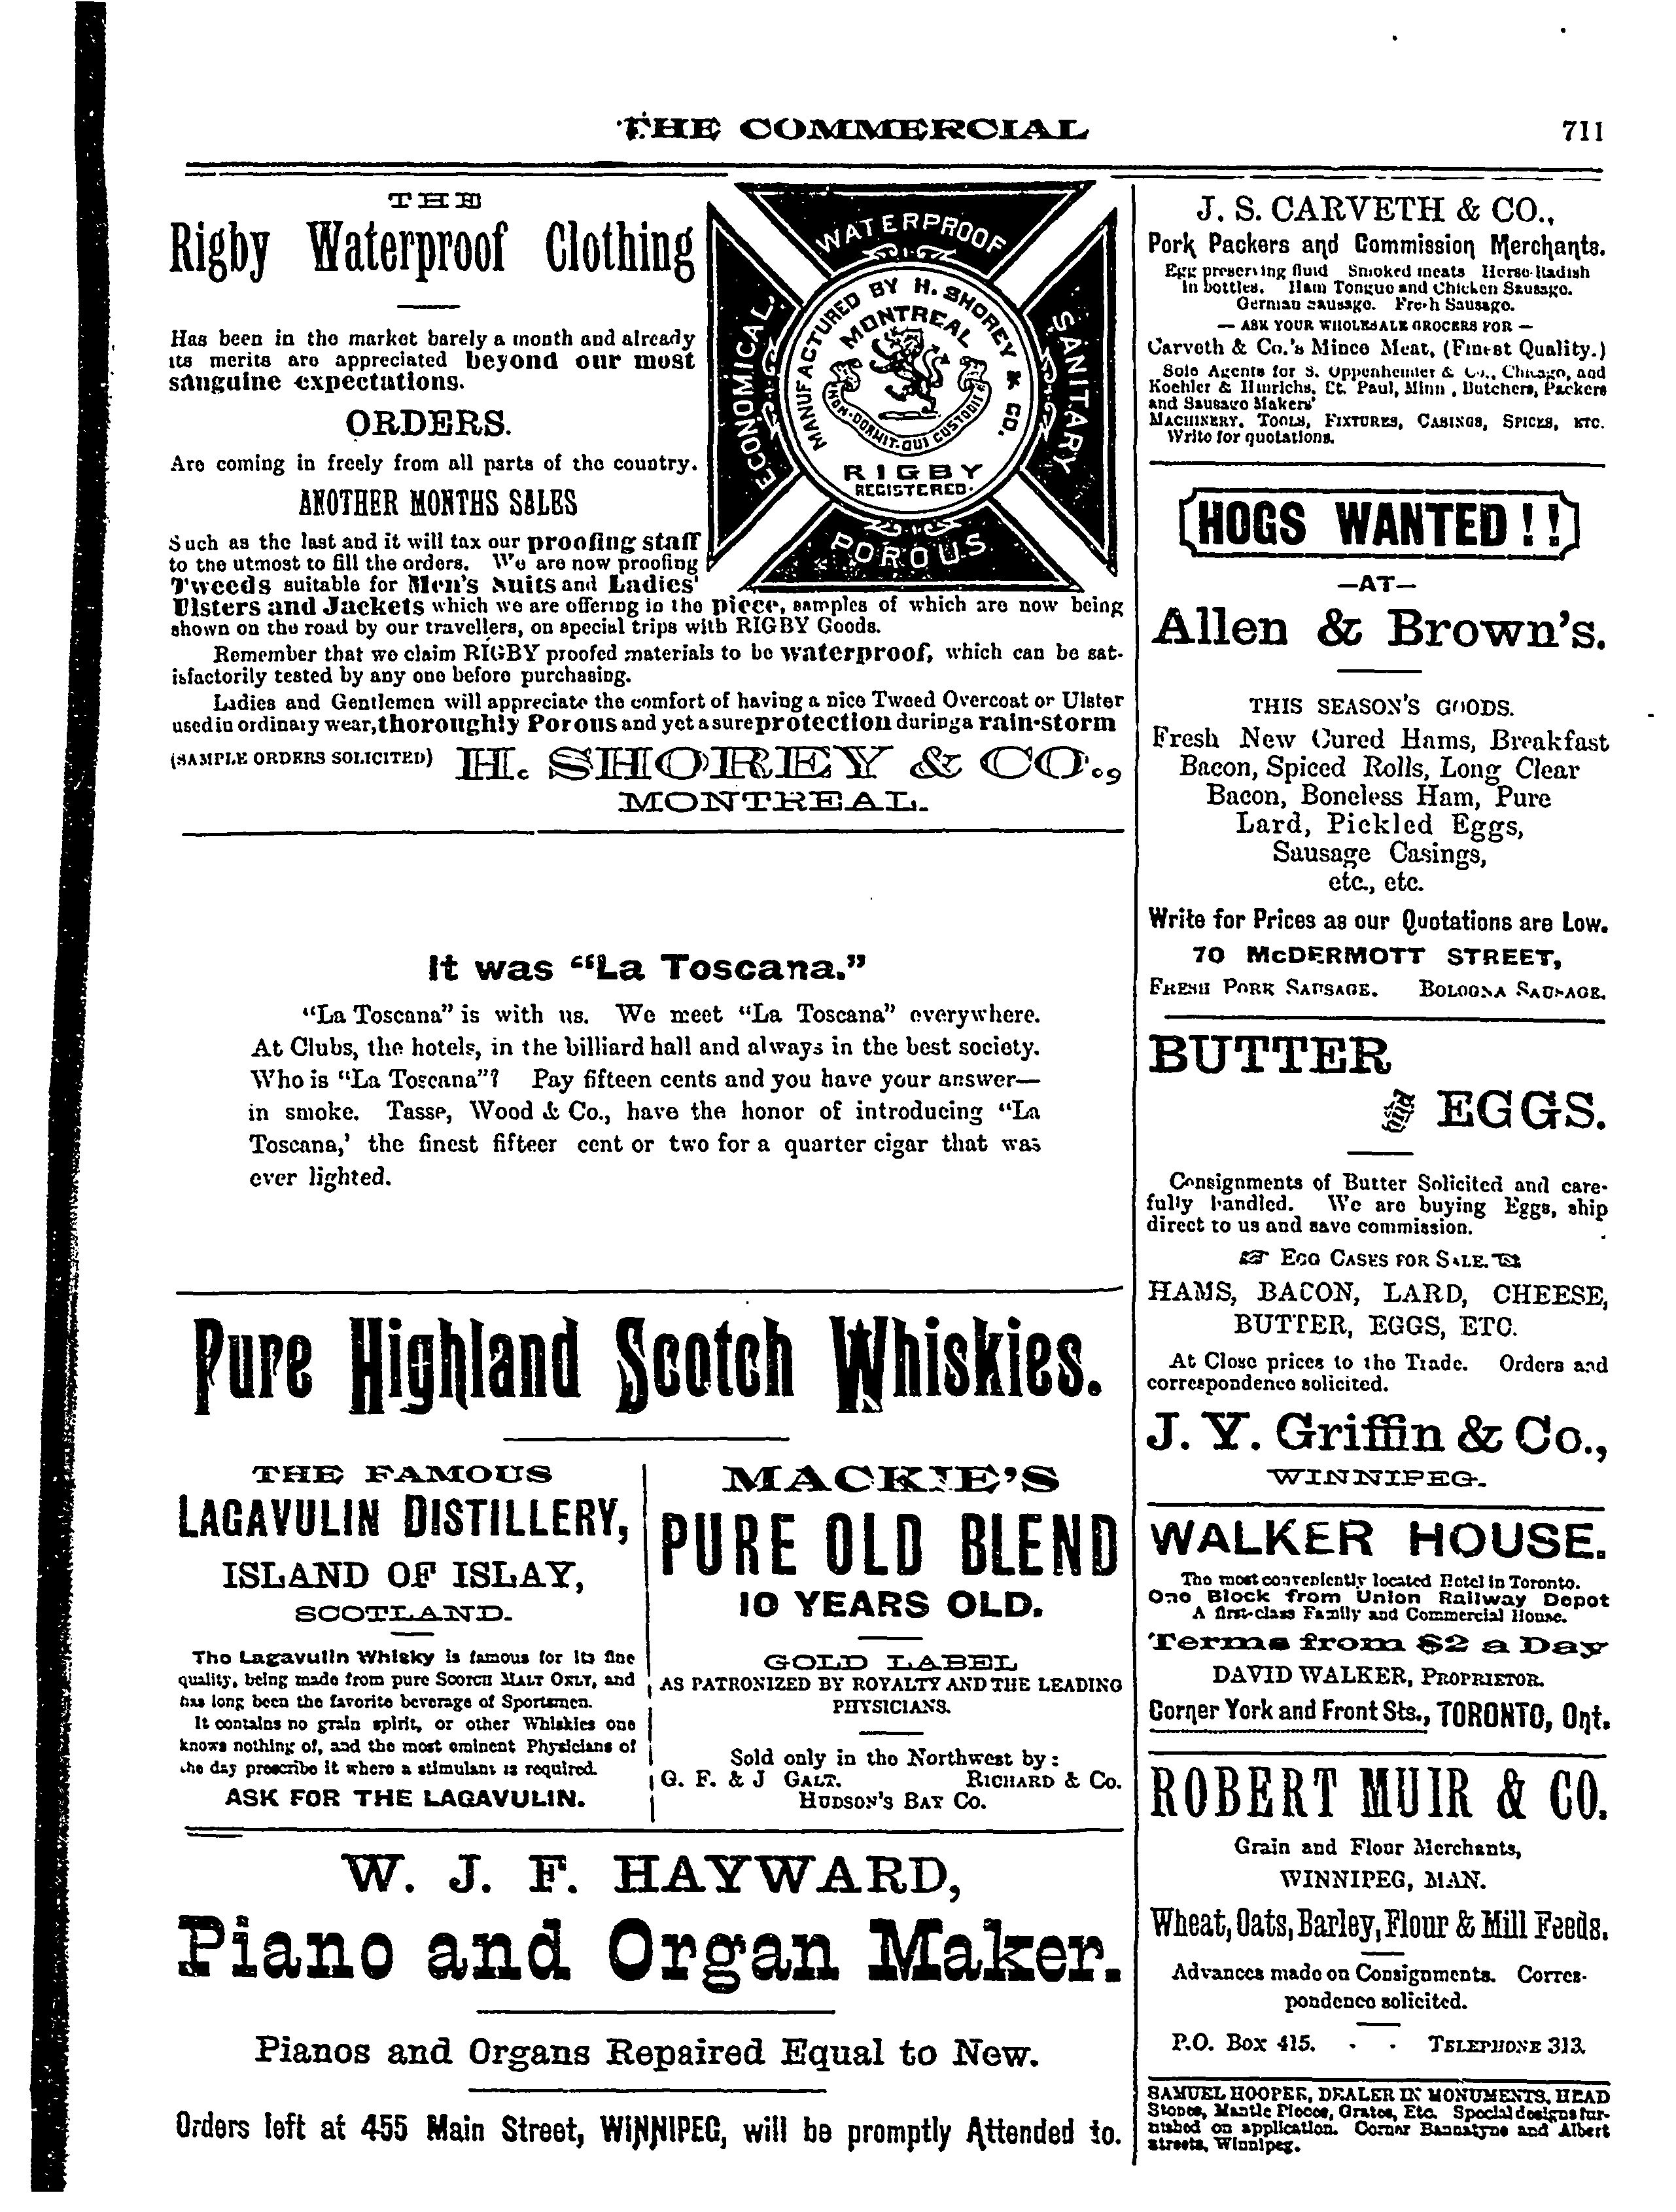 THE COMMERCIAL
711
THE
Rigby Waterproof Clothing
Has been in the market barely a month and already
its merits are appreciated beyond our most
sanguine expectations.
ORDERS.
Are coming in freely from all parts of the country.
ANOTHER MONTHS SALES
Such as the last and it will tax our proofing staff
to the utmost to fill the orders. We are now proofing
Tweeds suitable for Men's Suits and Ladies'
Ulsters and Jackets which we are offering in the piece, samples of which are now being
shown on the road by our travellers, on special trips with RIGBY Goods.
Remember that we claim RIGBY proofed materials to be waterproof, which can be sat-
isfactorily tested by any one before purchasing.
Ladies and Gentlemen will appreciate the comfort of having a nice Tweed Overcoat or Ulster
used in ordinary wear, thoroughly Porous and yet a sure protection during a rain-storm
(SAMPLE ORDERS SOLICITED) H. SHOREY & CO.,
MONTREAL.
WATERPROOF
ECONOMICAL
SANITARY
POROUS
MANUFACTURED BY H. SHOREY & CO.
MONTREAL
NON-DORMIT-QUI CUSTODIT
RIGBY
REGISTERED.
It was "La Toscana."
"La Toscana" is with us. We meet "La Toscana" everywhere.
At Clubs, the hotels, in the billiard hall and always in the best society.
Who is "La Toscana"? Pay fifteen cents and you have your answer—
in smoke. Tasse, Wood & Co., have the honor of introducing "La
Toscana,' the finest fifteen cent or two for a quarter cigar that was
ever lighted.
Pure Highland Scotch Whiskies.
THE FAMOUS
LAGAVULIN DISTILLERY,
ISLAND OF ISLAY,
SCOTLAND.
The Lagavulin Whisky is famous for its fine
quality, being made from pure SCOTCH MALT ONLY, and
has long been the favorite beverage of Sportsmen.
It contains no grain spirit, or other Whiskies one
knows nothing of, and the most eminent Physicians of
the day prescribe it where a stimulant is required.
ASK FOR THE LAGAVULIN.
MACKIE'S
PURE OLD BLEND
10 YEARS OLD.
GOLD LABEL
AS PATRONIZED BY ROYALTY AND THE LEADING
PHYSICIANS.
Sold only in the Northwest by:
G. F. & J GALT. RICHARD & CO.
HUDSON'S BAY CO.
W. J. F. HAYWARD,
Piano and Organ Maker.
Pianos and Organs Repaired Equal to New.
Orders left at 455 Main Street, WINNIPEG, will be promptly Attended to.
J. S. CARVETH & CO.,
Pork Packers and Commission Merchants.
Egg preserving fluid Smoked meats Horse-Radish
in bottles. Ham Tongue and Chicken Sausage.
German sausage. Fresh Sausage.
— ASK YOUR WHOLESALE GROCERS FOR —
Carveth & Co.'s Mince Meat, (Finest Quality.)
Sole Agents for S. Oppenheimer & Co., Chicago, and
Koehler & Hinrichs, St. Paul, Minn, Butchers, Packers
and Sausage Makers'
MACHINERY, TOOLS, FIXTURES, CASINGS, SPICES, ETC.
Write for quotations.
HOGS WANTED!!
—AT—
Allen & Brown's.
THIS SEASON'S GOODS.
Fresh New Cured Hams, Breakfast
Bacon, Spiced Rolls, Long Clear
Bacon, Boneless Ham, Pure
Lard, Pickled Eggs,
Sausage Casings,
etc., etc.
Write for Prices as our Quotations are Low.
70 McDERMOTT STREET,
FRESH PORK SAUSAGE. BOLOGNA SAUSAGE.
BUTTER
and EGGS.
Consignments of Butter Solicited and care-
fully handled. We are buying Eggs, ship
direct to us and save commission.
☞ EGG CASES FOR SALE. ☜
HAMS, BACON, LARD, CHEESE,
BUTTER, EGGS, ETC.
At Close prices to the Trade. Orders and
correspondence solicited.
J. Y. Griffin & Co.,
WINNIPEG.
WALKER HOUSE.
The most conveniently located Hotel in Toronto.
One Block from Union Railway Depot
A first-class Family and Commercial House.
Terms from $2 a Day
DAVID WALKER, PROPRIETOR.
Corner York and Front Sts., TORONTO, Ont.
ROBERT MUIR & CO.
Grain and Flour Merchants,
WINNIPEG, MAN.
Wheat, Oats, Barley, Flour & Mill Feeds.
Advances made on Consignments. Corres-
pondence solicited.
P.O. Box 415. - - TELEPHONE 313.
SAMUEL HOOPER, DEALER IN MONUMENTS, HEAD
Stones, Mantle Pieces, Grates, Etc. Special designs fur-
nished on application. Corner Bannatyne and Albert
streets, Winnipeg.